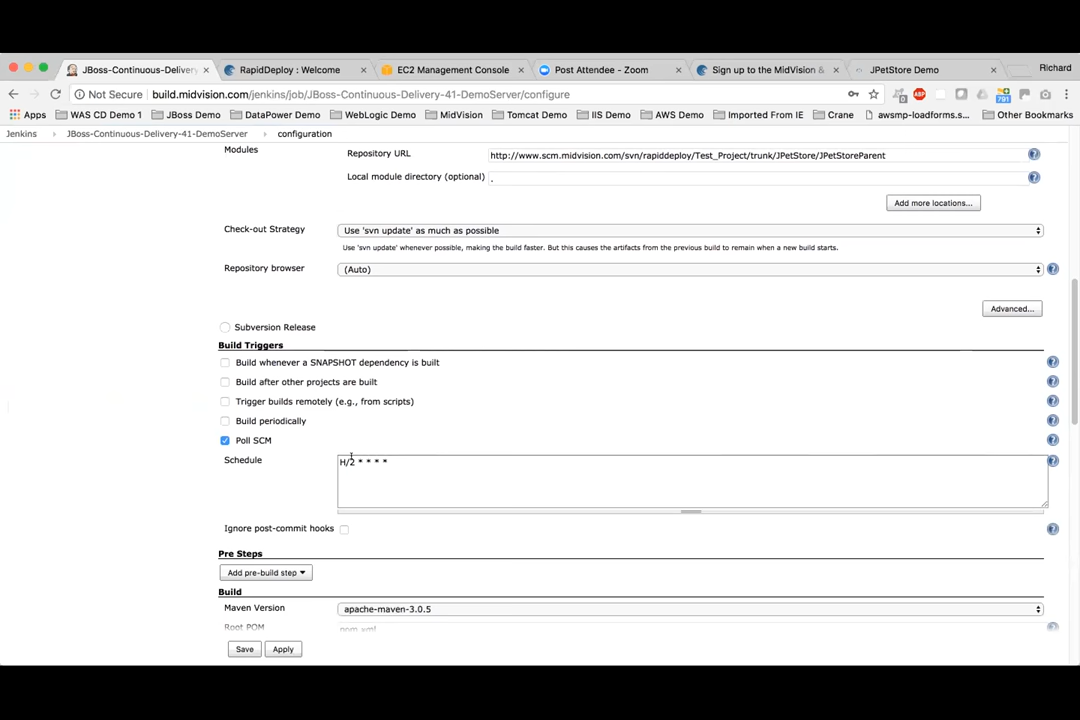 JBoss-Continuous-Delivery-
RapidDeploy : Welcome
EC2 Management Console
Post Attendee - Zoom
Sign up to the MidVision &
JPetStore Demo
Richard
Not Secure
build.midvision.com/jenkins/job/JBoss-Continuous-Delivery-41-DemoServer/configure
ABP
791
Apps
WAS CD Demo 1
JBoss Demo
DataPower Demo
WebLogic Demo
MidVision
Tomcat Demo
IIS Demo
AWS Demo
Imported From IE
Crane
awsmp-loadforms.s...
Other Bookmarks
Jenkins
JBoss-Continuous-Delivery-41-DemoServer
configuration
Modules
Repository URL
http://www.scm.midvision.com/svn/rapiddeploy/Test_Project/trunk/JPetStore/JPetStoreParent
Local module directory (optional)
.
Add more locations...
Check-out Strategy
Use 'svn update' as much as possible
Use 'svn update' whenever possible, making the build faster. But this causes the artifacts from the previous build to remain when a new build starts.
Repository browser
(Auto)
Advanced...
Subversion Release
Build Triggers
Build whenever a SNAPSHOT dependency is built
Build after other projects are built
Trigger builds remotely (e.g., from scripts)
Build periodically
Poll SCM
Schedule
H/2 * * * *
Ignore post-commit hooks
Pre Steps
Add pre-build step
Build
Maven Version
apache-maven-3.0.5
Root POM
pom.xml
Save
Apply